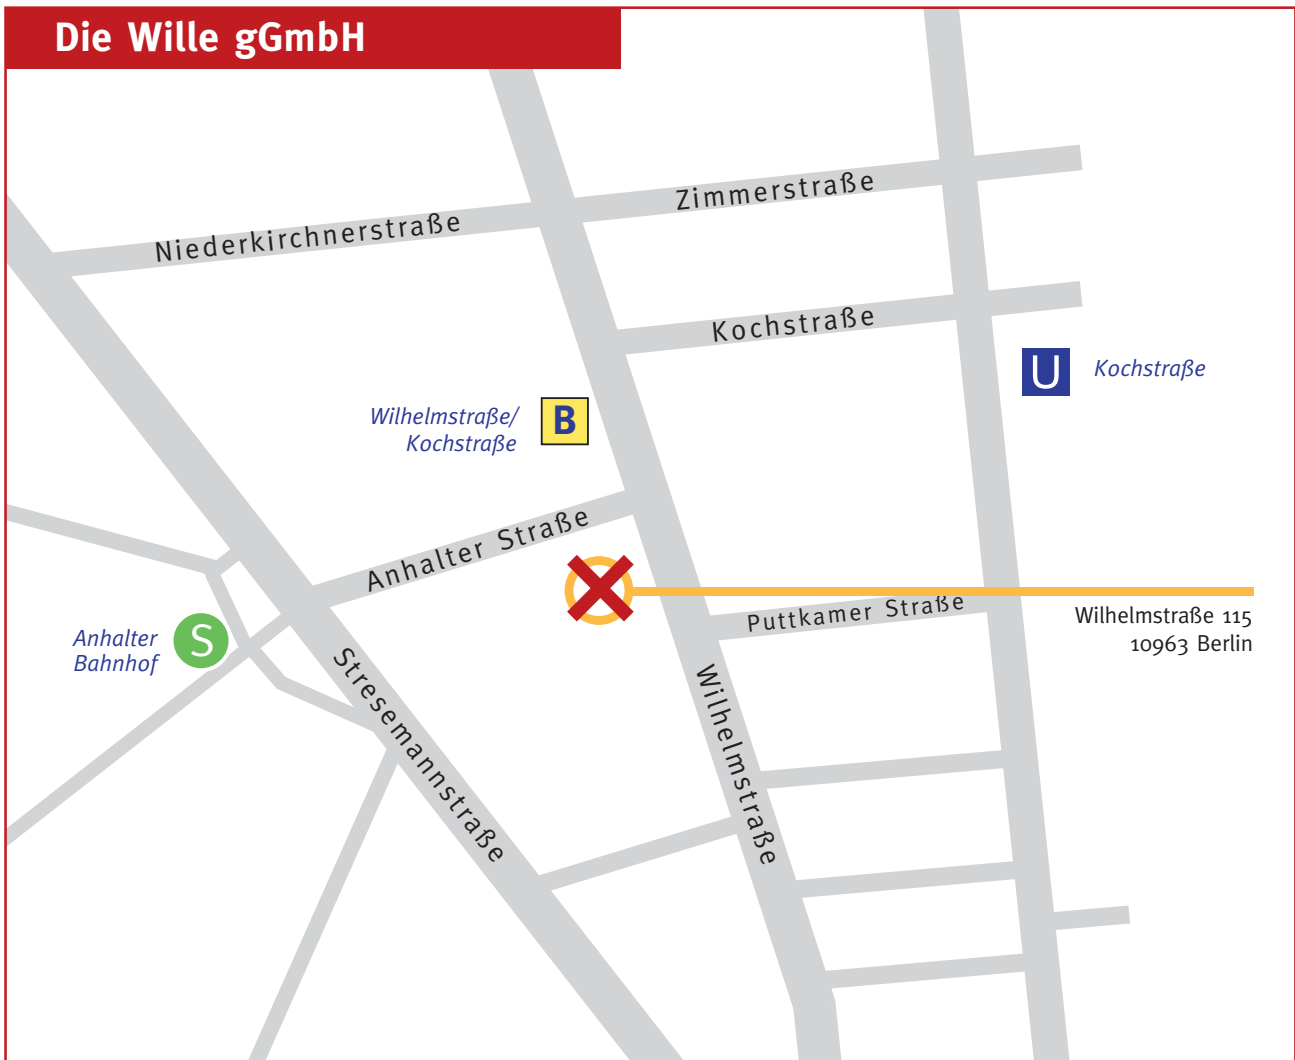 Die Wille gGmbH
Zimmerstraße
Niederkirchnerstraße
Kochstraße
U
Kochstraße
Wilhelmstraße/
Kochstraße
B
Anhalter Straße
Puttkamer Straße
Wilhelmstraße 115
10963 Berlin
S
Anhalter
Bahnhof
Stresemannstraße
Wilhelmstraße